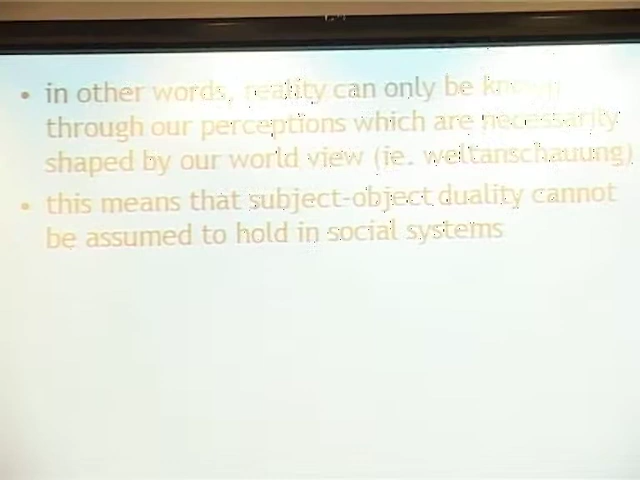 • in other words, reality can only be known
through our perceptions which are necessarily
shaped by our world view (ie. weltanschauung)
• this means that subject-object duality cannot
be assumed to hold in social systems